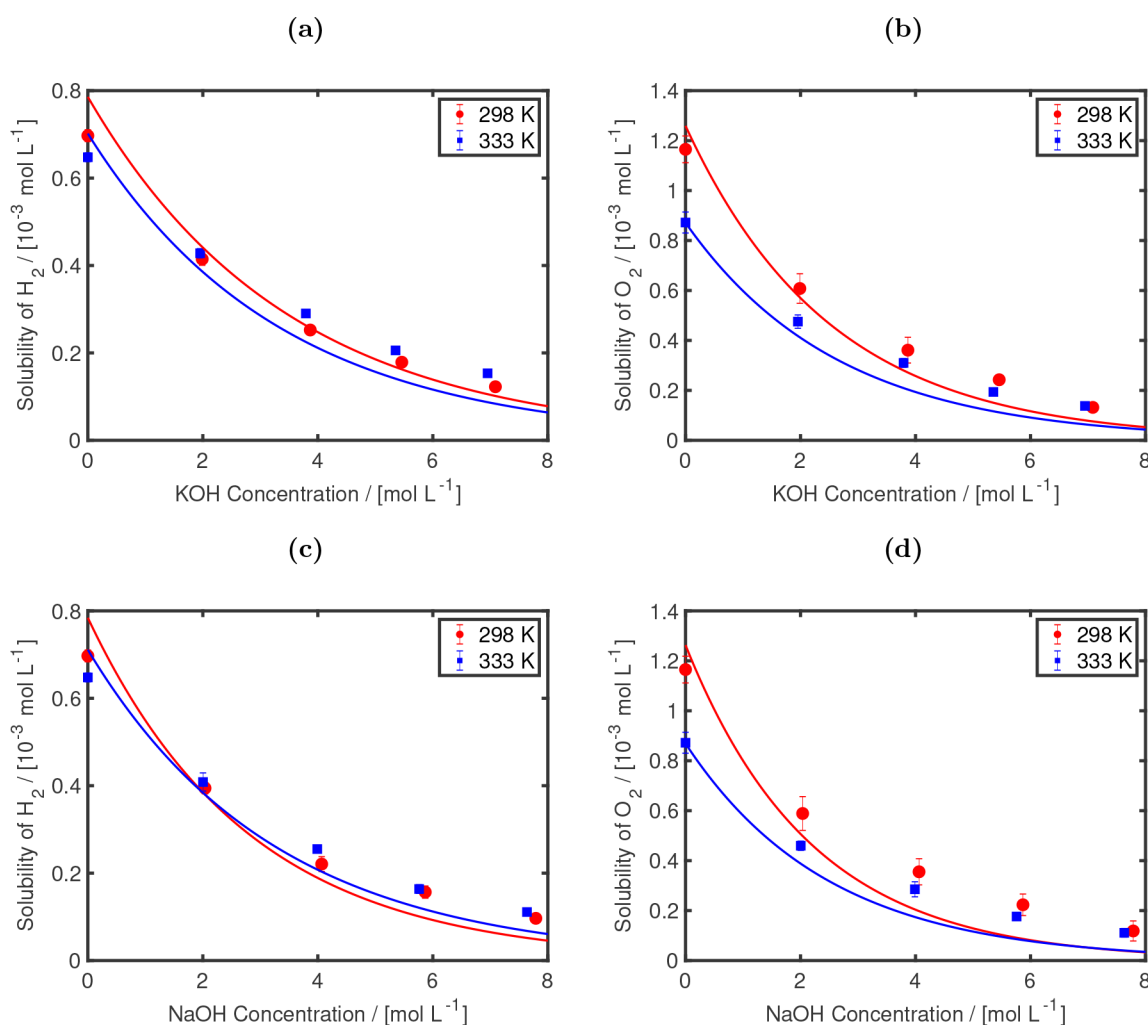 (a)
0.8
0.6
0.4
0.2
0
0 2 4 6 8
Solubility of H2 / [10-3 mol L-1]
KOH Concentration / [mol L-1]
298 K
333 K
(b)
1.4
1.2
1
0.8
0.6
0.4
0.2
0
0 2 4 6 8
Solubility of O2 / [10-3 mol L-1]
KOH Concentration / [mol L-1]
298 K
333 K
(c)
0.8
0.6
0.4
0.2
0
0 2 4 6 8
Solubility of H2 / [10-3 mol L-1]
NaOH Concentration / [mol L-1]
298 K
333 K
(d)
1.4
1.2
1
0.8
0.6
0.4
0.2
0
0 2 4 6 8
Solubility of O2 / [10-3 mol L-1]
NaOH Concentration / [mol L-1]
298 K
333 K